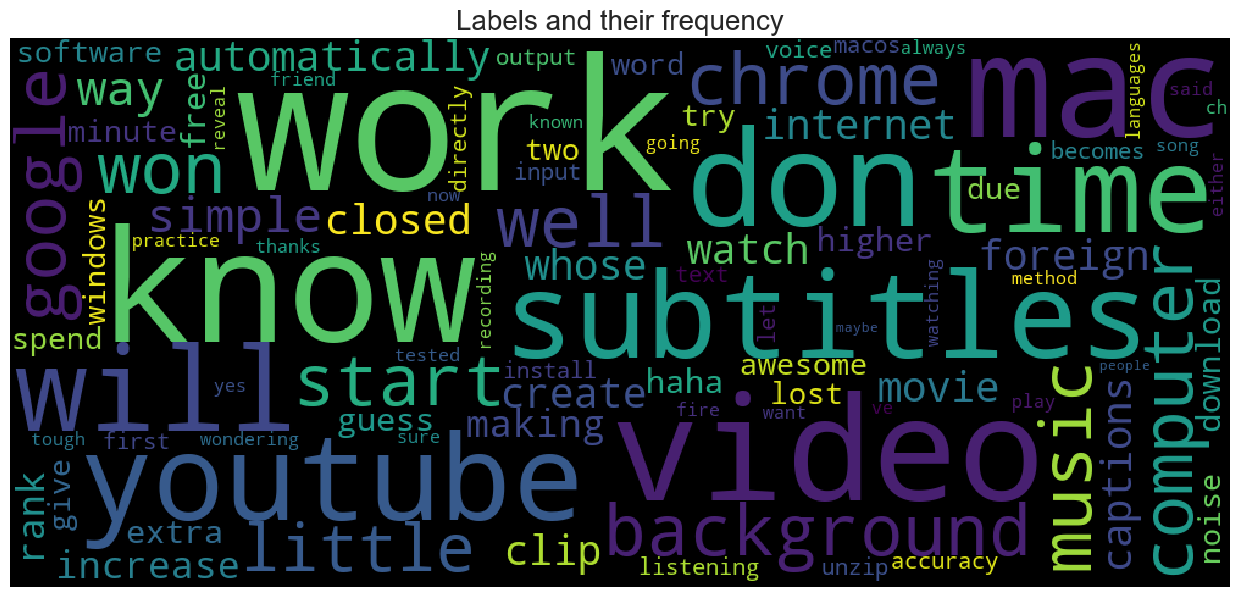 Labels and their frequency
software
automatically
output
word
voice
macos
always
friend
chrome
mac
said
ch
google
way
free
reveal
work
known
try
internet
languages
minute
directly
two
going
becomes
song
won
input
don
time
due
either
now
simple
closed
well
windows
practice
thanks
know
recording
whose
watch
higher
foreign
text
method
subtitles
watching
computer
download
spend
let
maybe
will
yes
tested
start
install
create
haha
awesome
lost
movie
people
guess
sure
making
fire
want
ve
play
music
captions
tough
first
wondering
youtube
video
rank
give
extra
increase
little
clip
background
listening
unzip
accuracy
noise